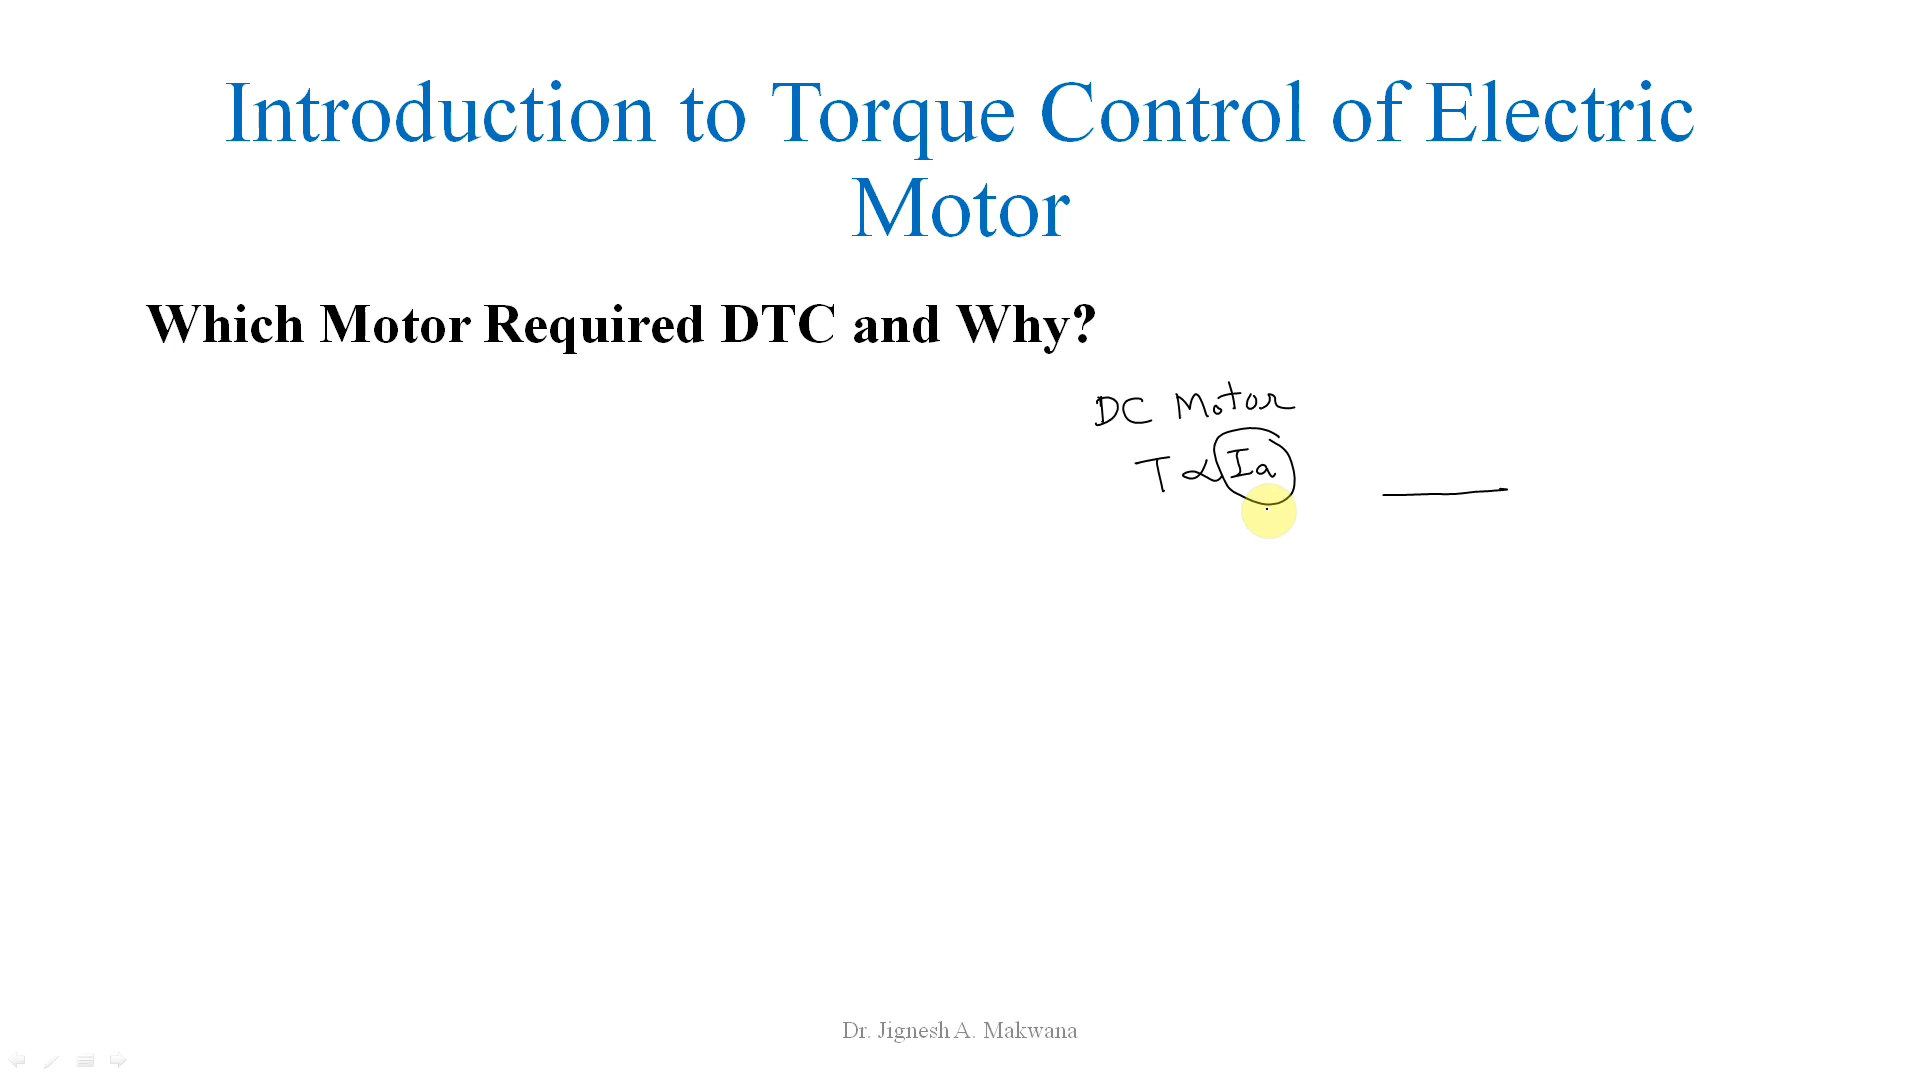 Introduction to Torque Control of Electric
Motor
Which Motor Required DTC and Why?
DC Motor
T ∝ Ia
Dr. Jignesh A. Makwana